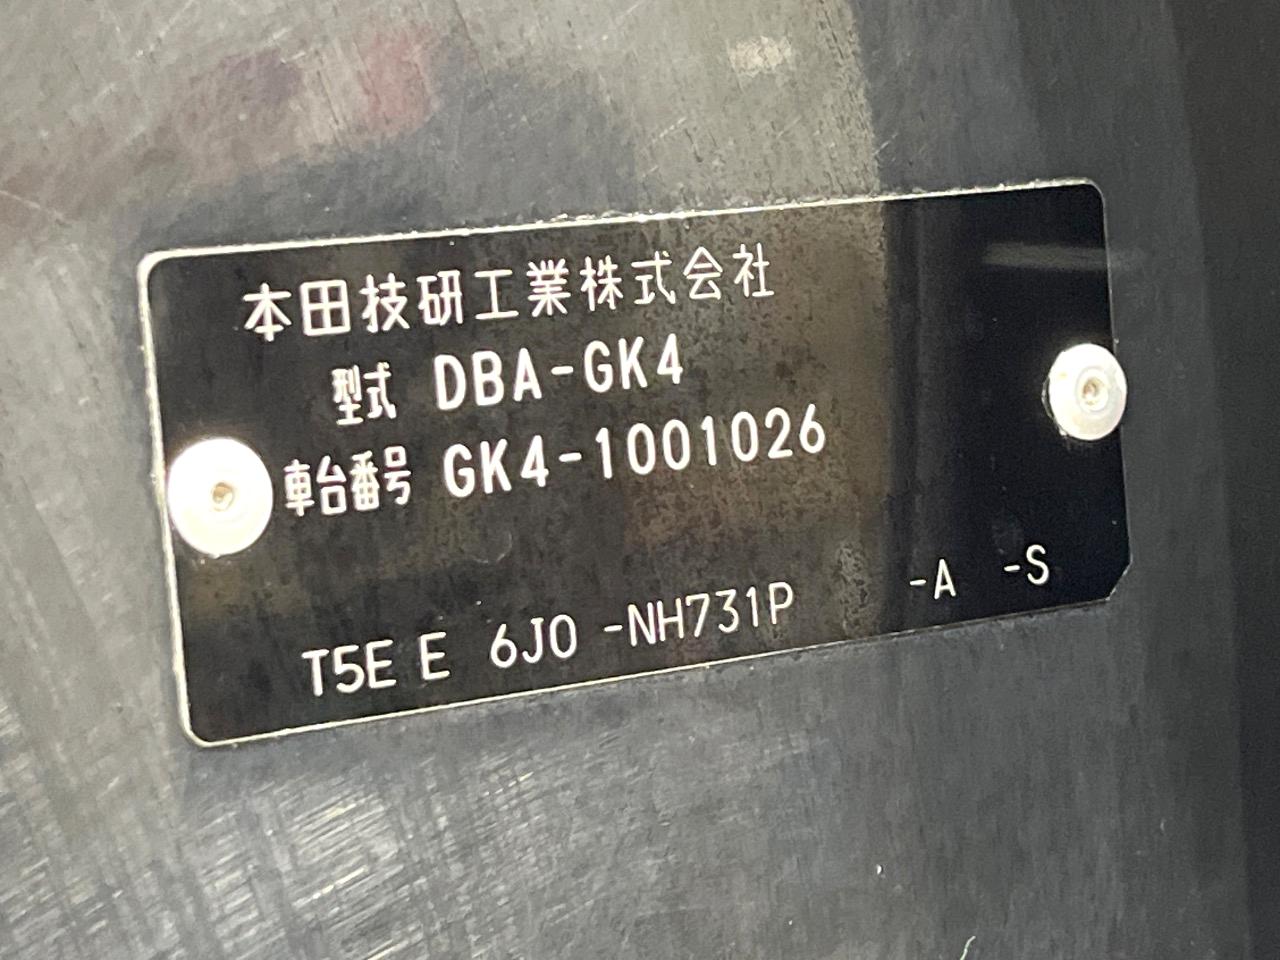 本田技研工業株式会社
型式 DBA-GK4
車台番号 GK4-1001026
T5E E 6J0 -NH731P -A -S